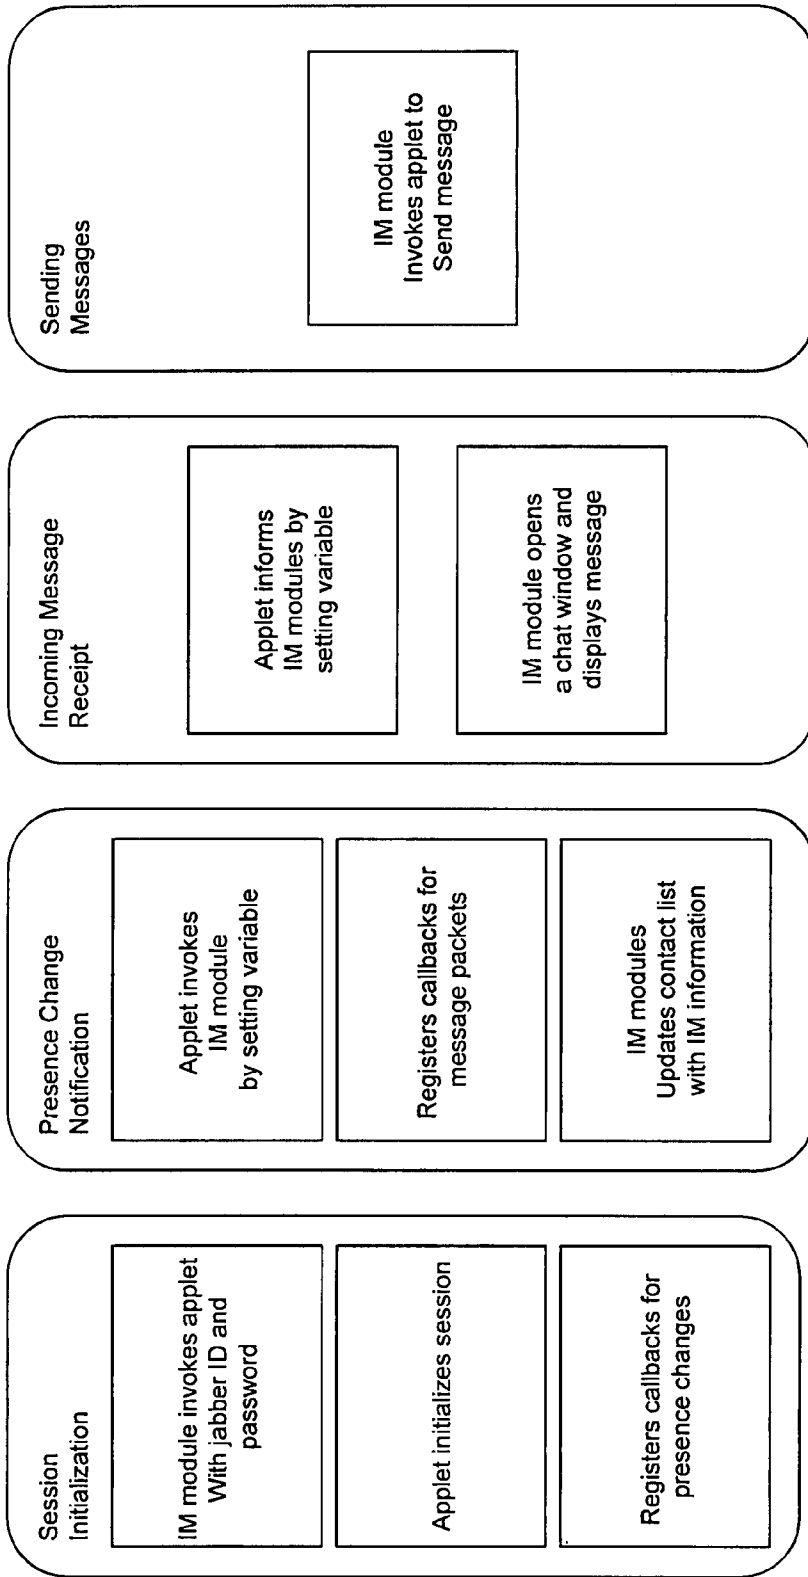 Session
Initialization
IM module invokes applet
With jabber ID and
password
Applet initializes session
Registers callbacks for
presence changes
Presence Change
Notification
Applet invokes
IM module
by setting variable
Registers callbacks for
message packets
IM modules
Updates contact list
with IM information
Incoming Message
Receipt
Applet informs
IM modules by
setting variable
IM module opens
a chat window and
displays message
Sending
Messages
IM module
Invokes applet to
Send message